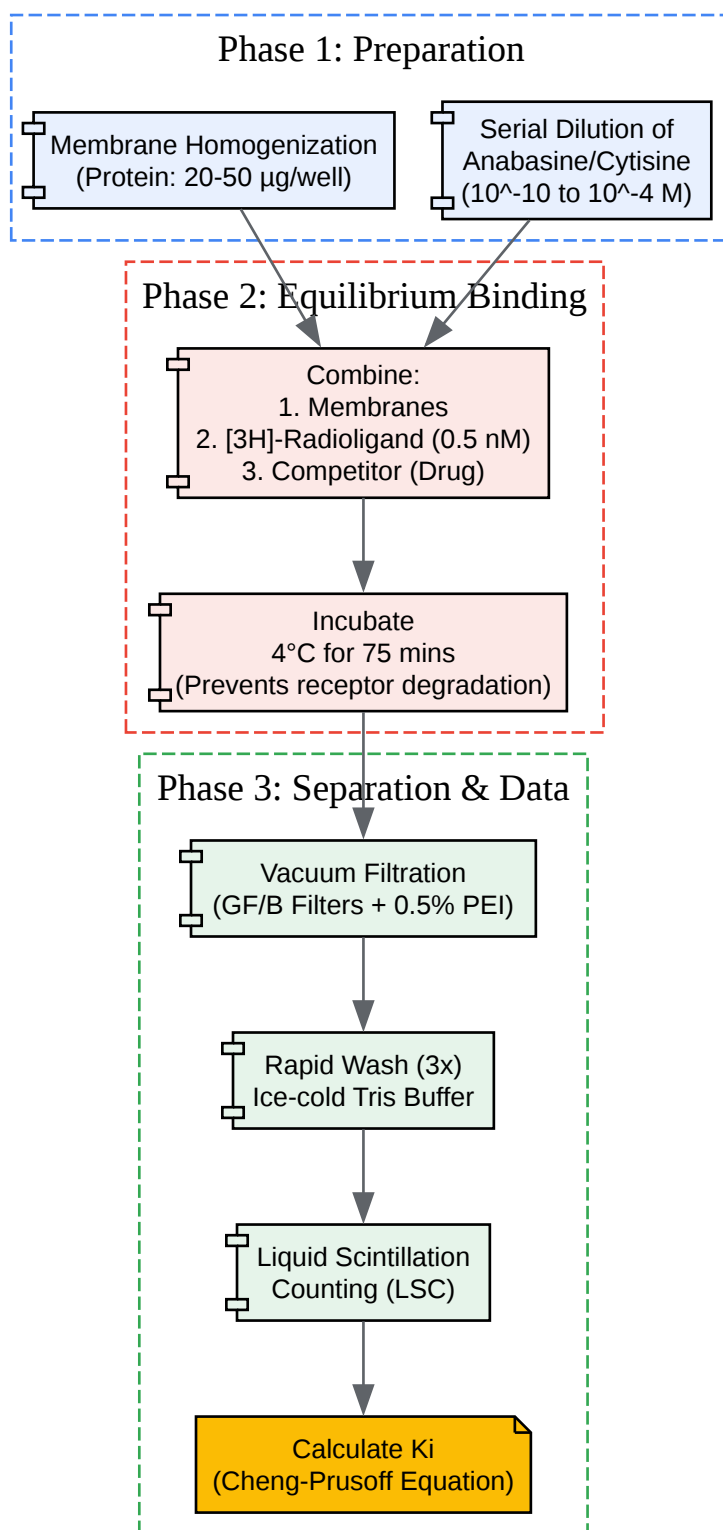 Phase 1: Preparation
Membrane Homogenization
(Protein: 20-50 µg/well)
Serial Dilution of
Anabasine/Cytisine
(10^-10 to 10^-4 M)
Phase 2: Equilibrium Binding
Combine:
1. Membranes
2. [3H]-Radioligand (0.5 nM)
3. Competitor (Drug)
Incubate
4°C for 75 mins
(Prevents receptor degradation)
Phase 3: Separation & Data
Vacuum Filtration
(GF/B Filters + 0.5% PEI)
Rapid Wash (3x)
Ice-cold Tris Buffer
Liquid Scintillation
Counting (LSC)
Calculate Ki
(Cheng-Prusoff Equation)